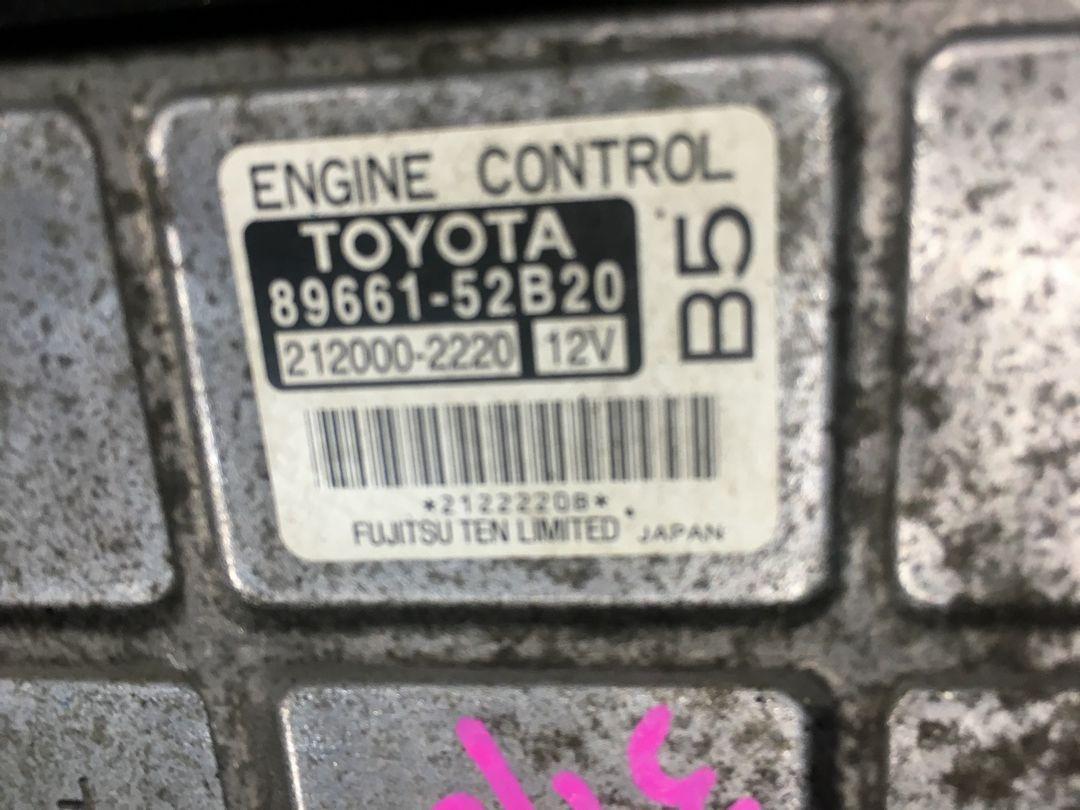 ENGINE CONTROL
TOYOTA
89661-52B20
212000-2220 12V
B5
*2122220B*
FUJITSU TEN LIMITED JAPAN